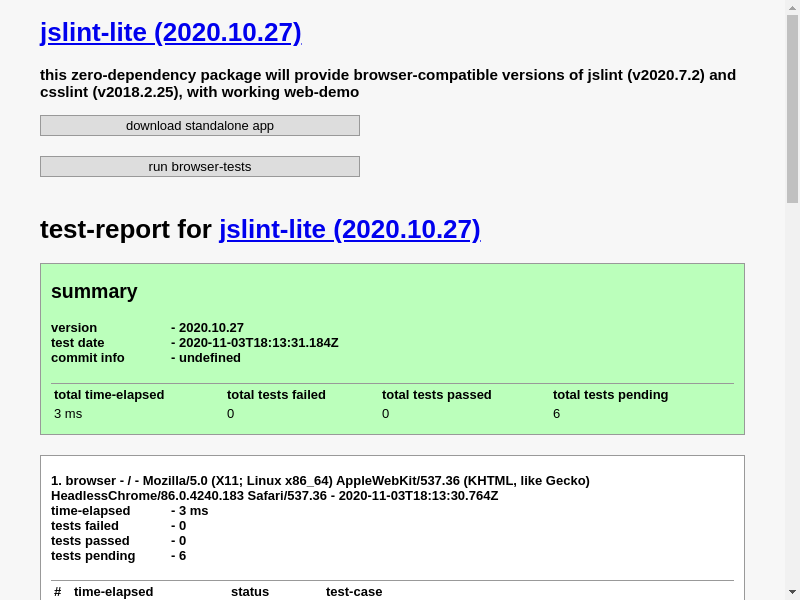 jslint-lite (2020.10.27)
this zero-dependency package will provide browser-compatible versions of jslint (v2020.7.2) and
csslint (v2018.2.25), with working web-demo
download standalone app
run browser-tests
test-report for jslint-lite (2020.10.27)
summary
version - 2020.10.27
test date - 2020-11-03T18:13:31.184Z
commit info - undefined
total time-elapsed total tests failed total tests passed total tests pending
3 ms 0 0 6
1. browser - / - Mozilla/5.0 (X11; Linux x86_64) AppleWebKit/537.36 (KHTML, like Gecko)
HeadlessChrome/86.0.4240.183 Safari/537.36 - 2020-11-03T18:13:30.764Z
time-elapsed - 3 ms
tests failed - 0
tests passed - 0
tests pending - 6
# time-elapsed status test-case